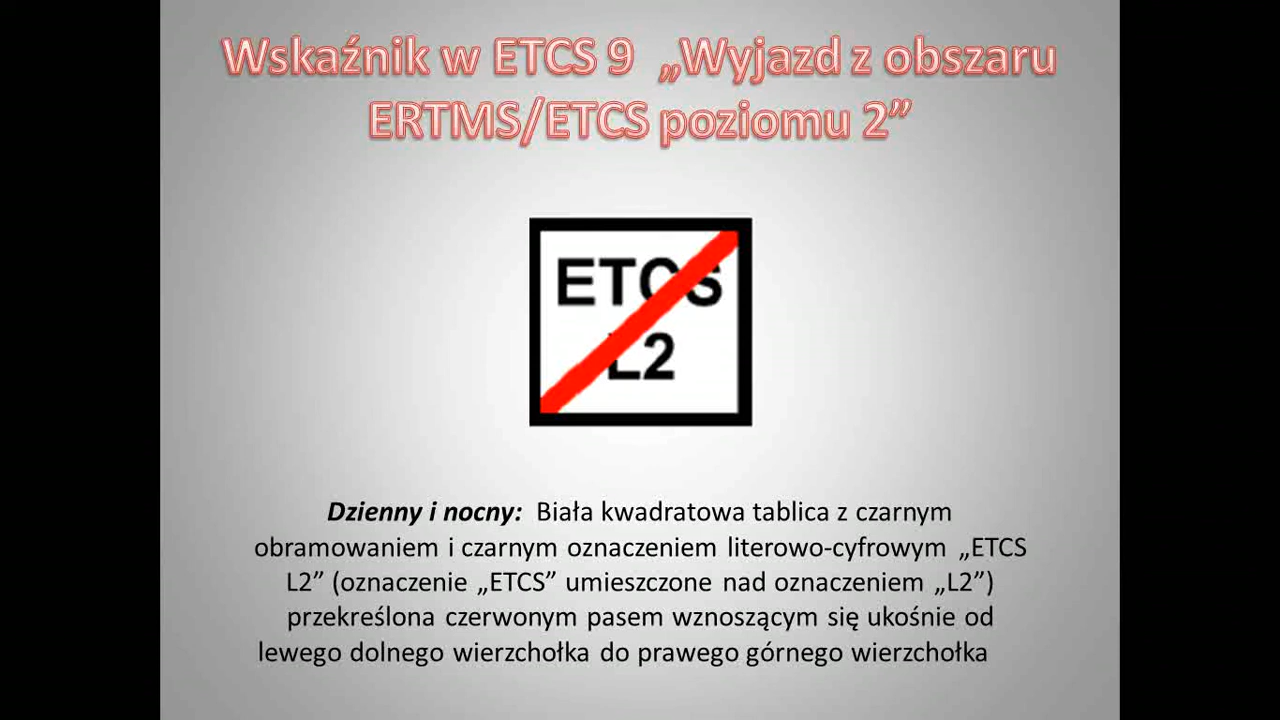 Wskaźnik w ETCS 9 „Wyjazd z obszaru
ERTMS/ETCS poziomu 2”
ETCS
L2
Dzienny i nocny: Biała kwadratowa tablica z czarnym
obramowaniem i czarnym oznaczeniem literowo-cyfrowym „ETCS
L2” (oznaczenie „ETCS” umieszczone nad oznaczeniem „L2”)
przekreślona czerwonym pasem wznoszącym się ukośnie od
lewego dolnego wierzchołka do prawego górnego wierzchołka